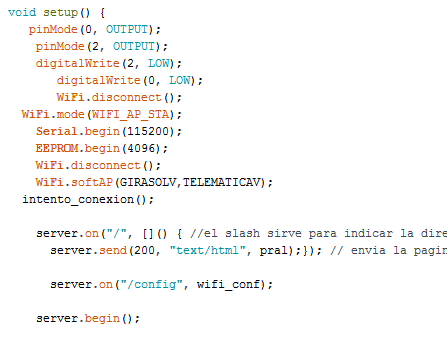 void setup() {
pinMode(0, OUTPUT);
pinMode(2, OUTPUT);
digitalWrite(2, LOW);
digitalWrite(0, LOW);
WiFi.disconnect();
WiFi.mode(WIFI_AP_STA);
Serial.begin(115200);
EEPROM.begin(4096);
WiFi.disconnect();
WiFi.softAP(GIRASOLV,TELEMATICAV);
intento_conexion();
server.on("/", []() { //el slash sirve para indicar la
server.send(200, "text/html", pral);}); // envia la
server.on("/config", wifi_conf);
server.begin();